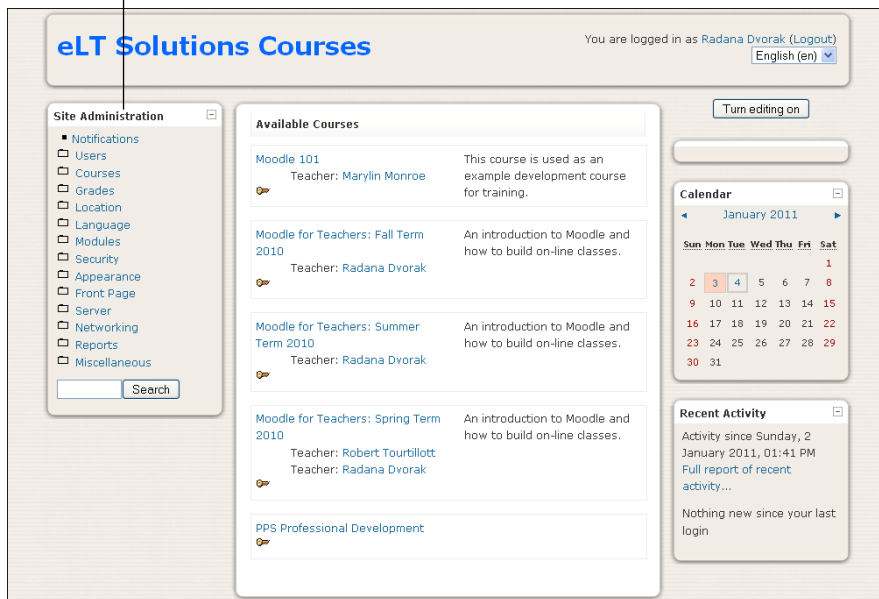 eLT Solutions Courses
You are logged in as Radana Dvorak (Logout)
English (en)
Site Administration
Notifications
Users
Courses
Grades
Location
Language
Modules
Security
Appearance
Front Page
Server
Networking
Reports
Miscellaneous
Search
Available Courses
Moodle 101
Teacher: Marylin Monroe
This course is used as an
example development course
for training.
Moodle for Teachers: Fall Term
2010
Teacher: Radana Dvorak
An introduction to Moodle and
how to build on-line classes.
Moodle for Teachers: Summer
Term 2010
Teacher: Radana Dvorak
An introduction to Moodle and
how to build on-line classes.
Moodle for Teachers: Spring Term
2010
Teacher: Robert Tourtillott
Teacher: Radana Dvorak
An introduction to Moodle and
how to build on-line classes.
PPS Professional Development
Turn editing on
Calendar
◄ January 2011 ►
Sun Mon Tue Wed Thu Fri Sat
1
2 3 4 5 6 7 8
9 10 11 12 13 14 15
16 17 18 19 20 21 22
23 24 25 26 27 28 29
30 31
Recent Activity
Activity since Sunday, 2
January 2011, 01:41 PM
Full report of recent
activity...
Nothing new since your last
login